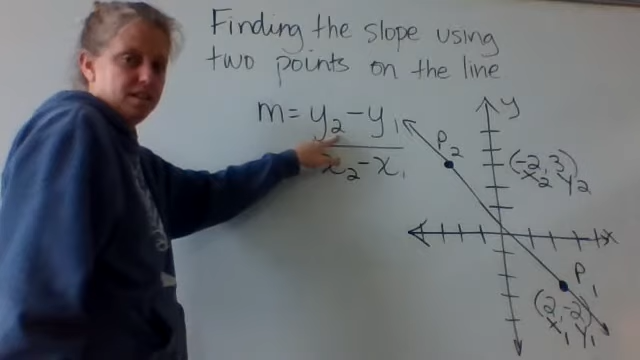 Finding the slope using
two points on the line
m = y₂ - y₁
x₂ - x₁
y
P₂
(-2, 3)
x₂ y₂
x
P₁
(2, -2)
x₁ y₁